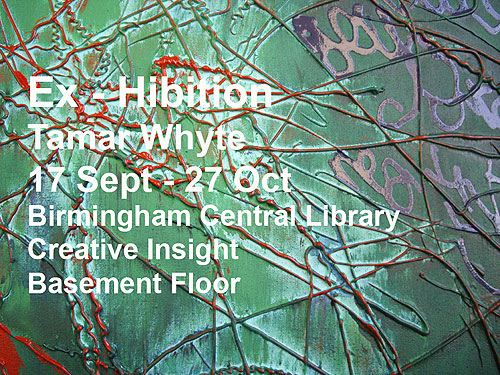 Ex - Hibition
Tamar Whyte
17 Sept - 27 Oct
Birmingham Central Library
Creative Insight
Basement Floor